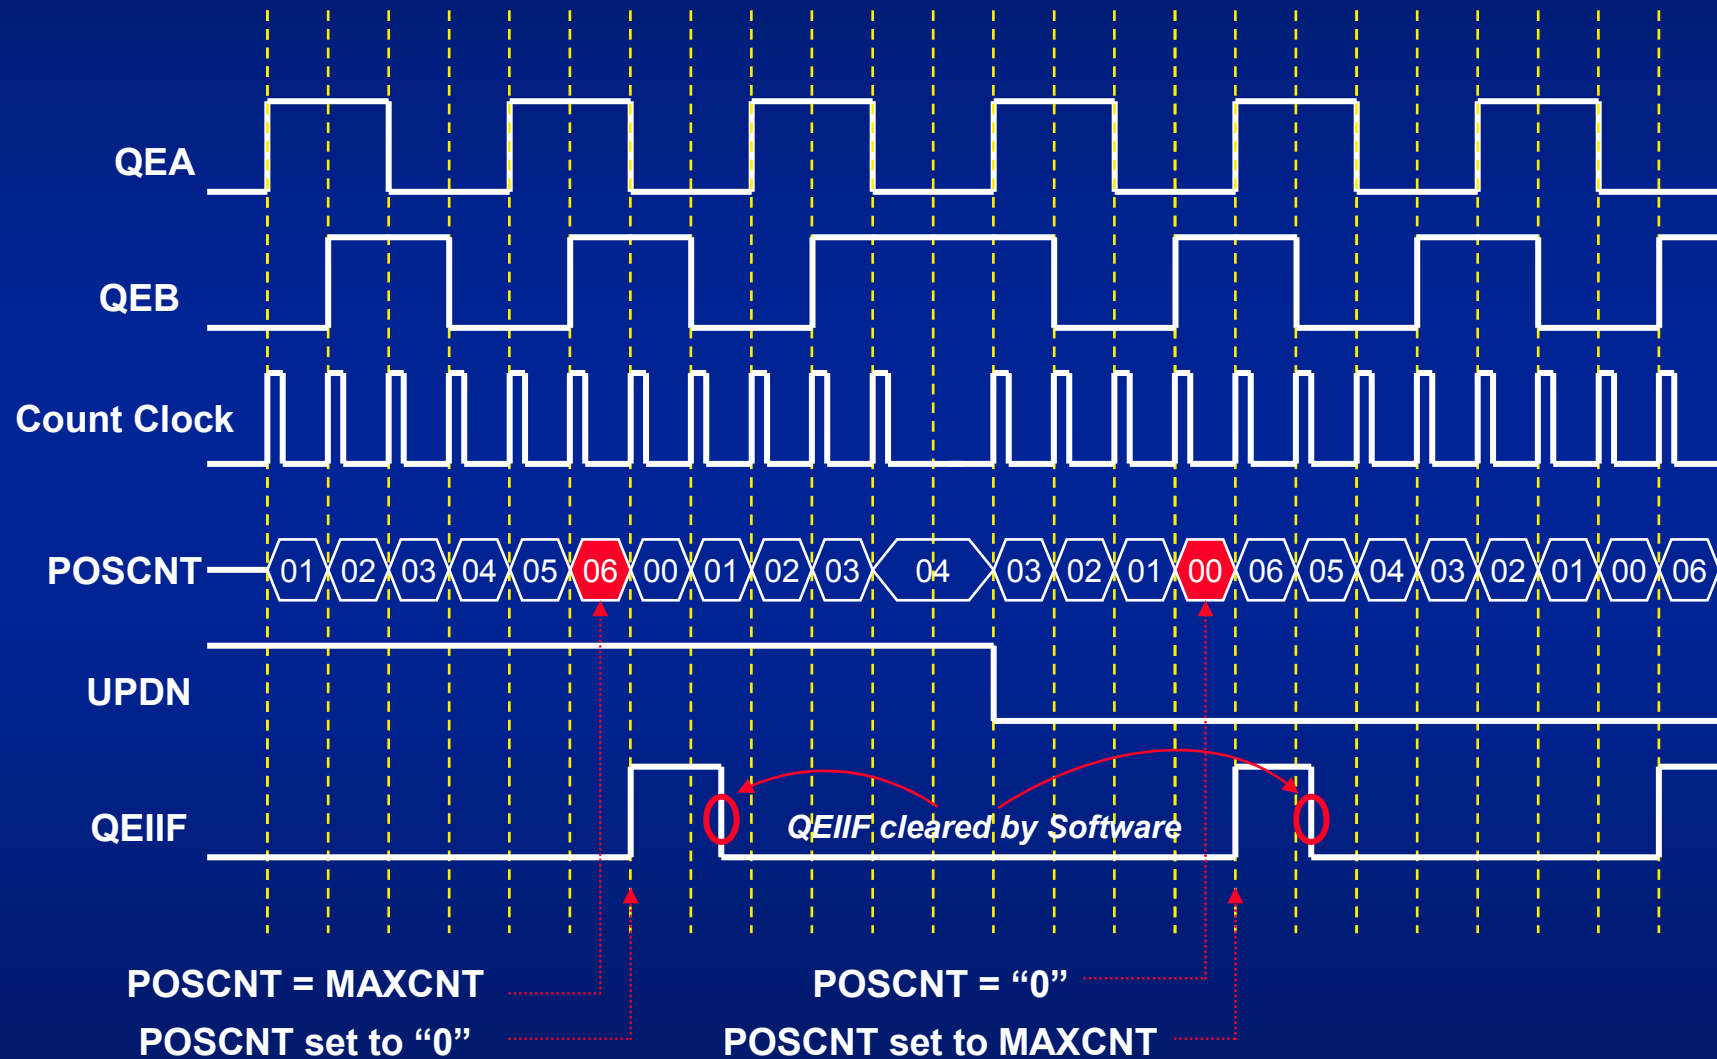 QEA
QEB
Count Clock
POSCNT 01 02 03 04 05 06 00 01 02 03 04 03 02 01 00 06 05 04 03 02 01 00 06
UPDN
QEIIF QEIIF cleared by Software
POSCNT = MAXCNT POSCNT = “0”
POSCNT set to “0” POSCNT set to MAXCNT